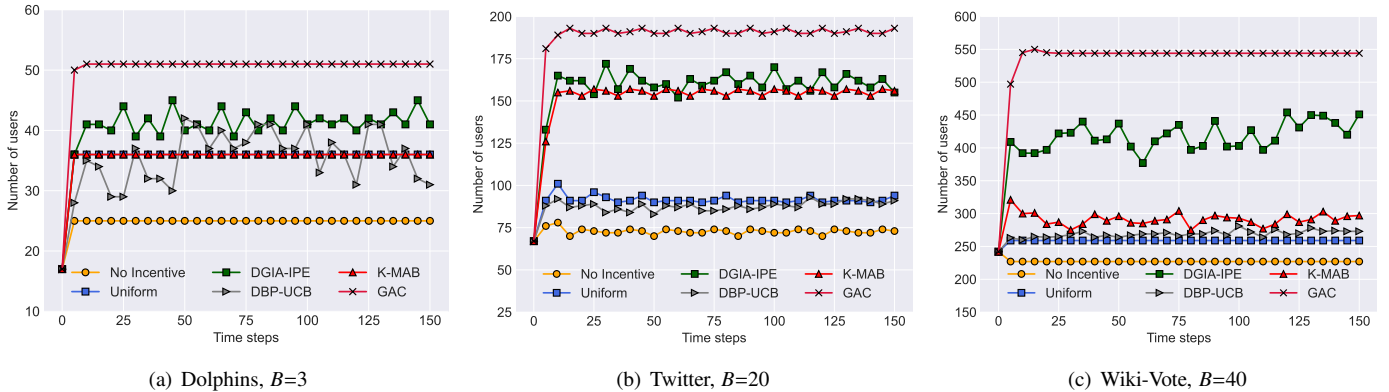 60
50
40
30
20
10
Number of users
No Incentive
Uniform
DGIA-IPE
DBP-UCB
K-MAB
GAC
0 25 50 75 100 125 150
Time steps
(a) Dolphins, B=3
200
175
150
125
100
75
50
25
Number of users
No Incentive
Uniform
DGIA-IPE
DBP-UCB
K-MAB
GAC
0 25 50 75 100 125 150
Time steps
(b) Twitter, B=20
600
550
500
450
400
350
300
250
200
150
Number of users
No Incentive
Uniform
DGIA-IPE
DBP-UCB
K-MAB
GAC
0 25 50 75 100 125 150
Time steps
(c) Wiki-Vote, B=40